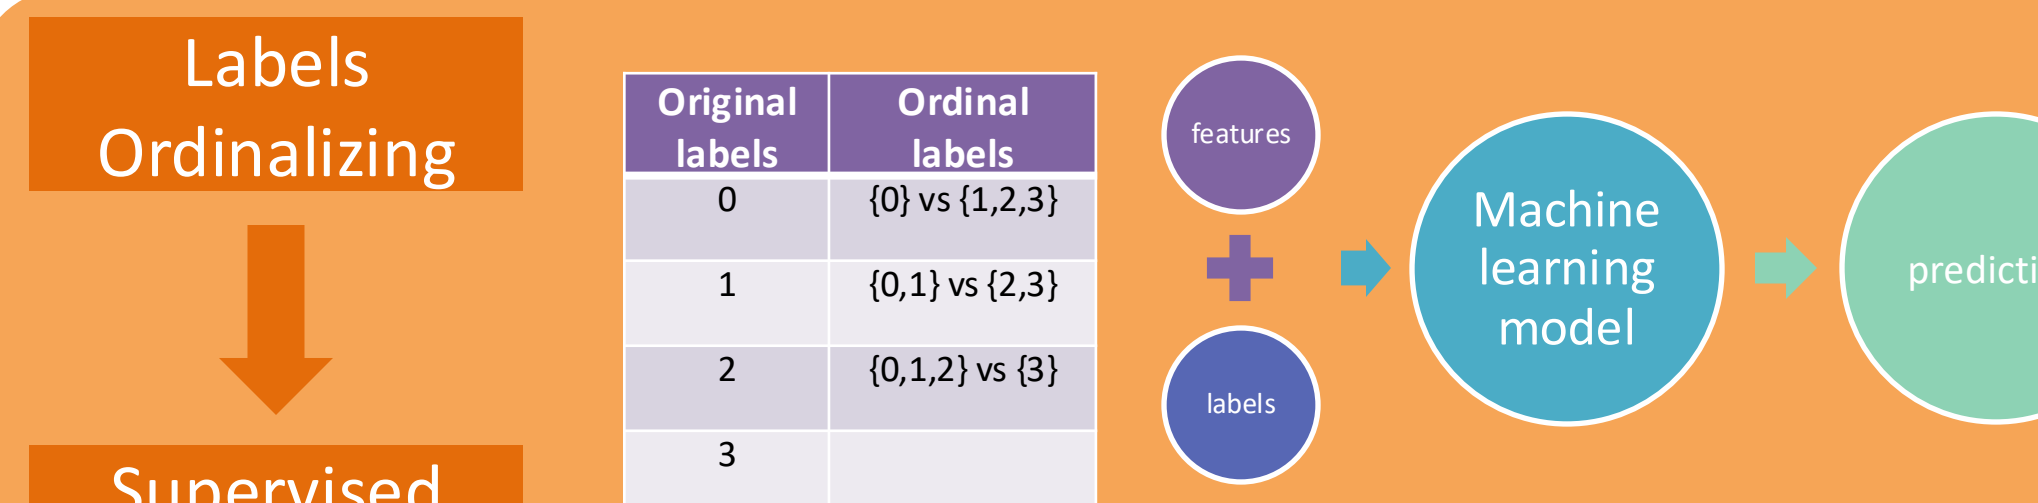 Labels
Ordinalizing
Supervised
Original labels
Ordinal labels
0 {0} vs {1,2,3}
1 {0,1} vs {2,3}
2 {0,1,2} vs {3}
3
features
labels
Machine
learning
model